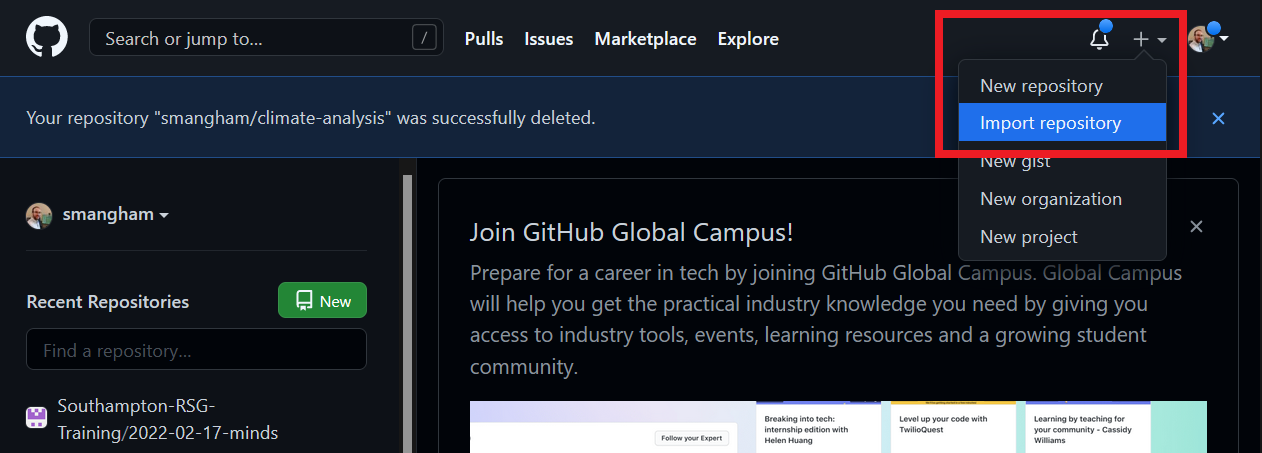 Search or jump to...
/
Pulls
Issues
Marketplace
Explore
New repository
Import repository
New gist
New organization
New project
Your repository "smangham/climate-analysis" was successfully deleted.
smangham
Recent Repositories
New
Find a repository...
Southampton-RSG-
Training/2022-02-17-minds
Join GitHub Global Campus!
Prepare for a career in tech by joining GitHub Global Campus. Global Campus
will help you get the practical industry knowledge you need by giving you
access to industry tools, events, learning resources and a growing student
community.
Follow your Expert
Breaking into tech:
internship edition with
Helen Huang
Level up your code with
TwilioQuest
Learning by teaching for
your community - Cassidy
Williams